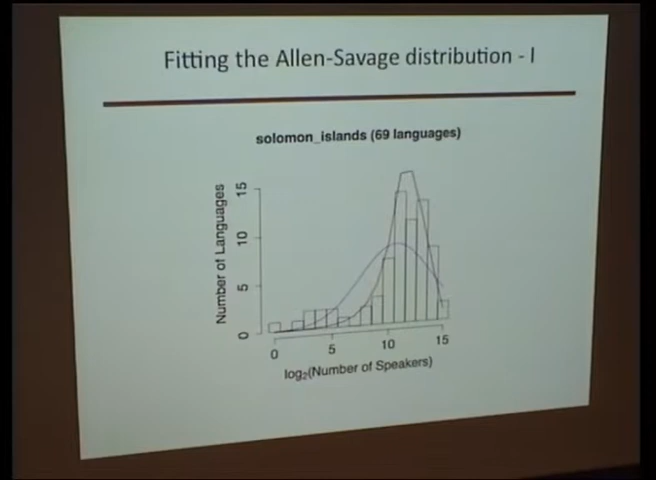 Fitting the Allen-Savage distribution - I
solomon_islands (69 languages)
Number of Languages
15
10
5
0
0
5
10
15
log₂(Number of Speakers)